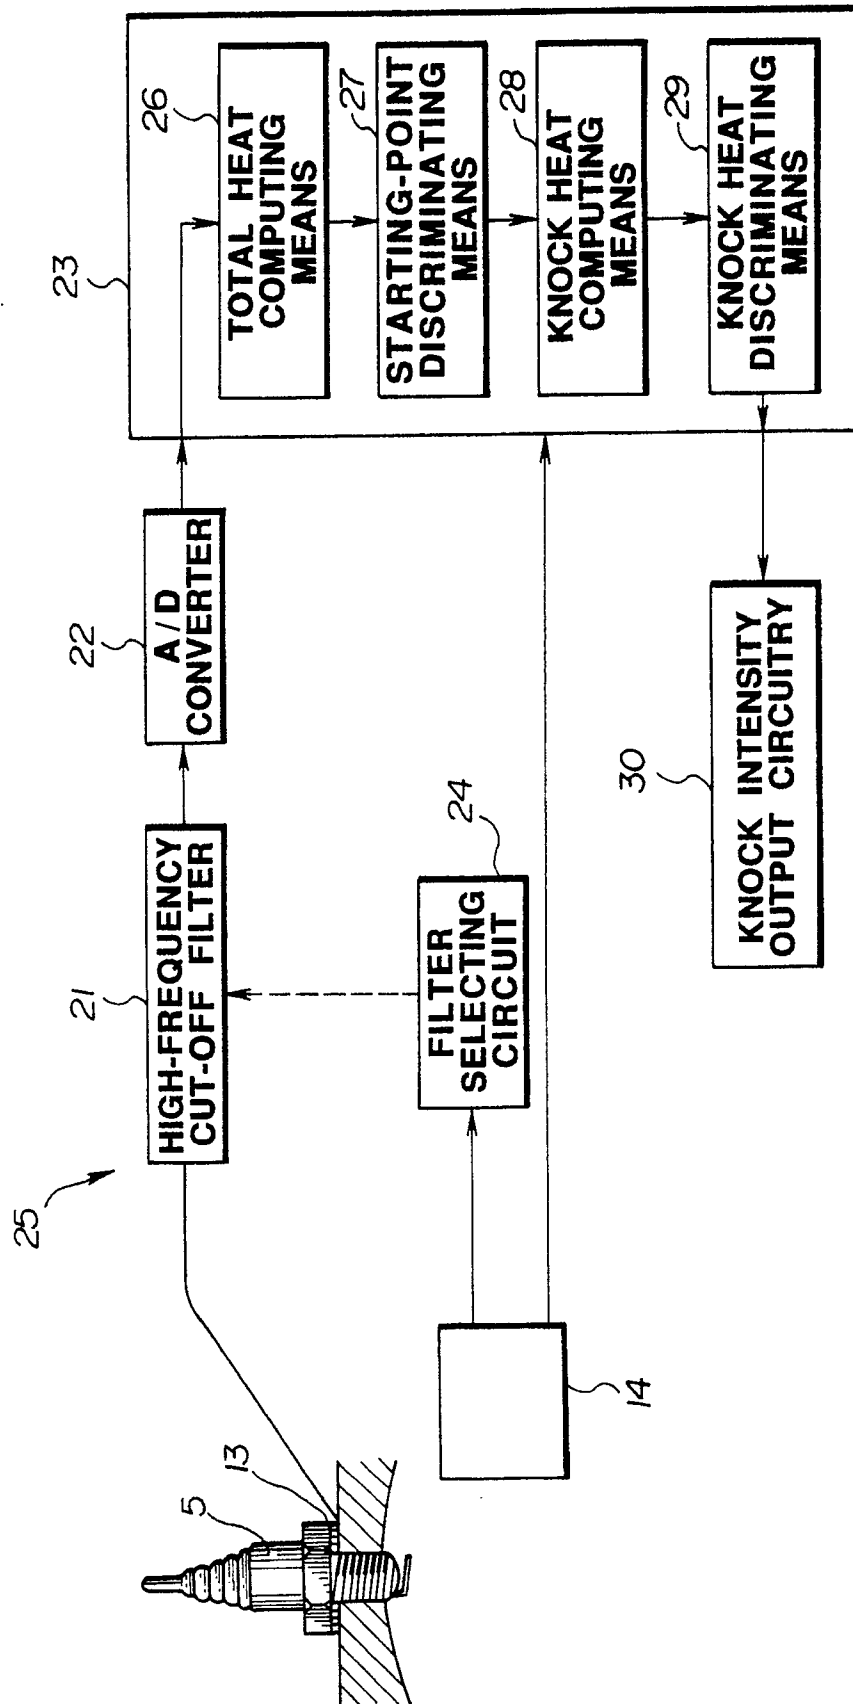 25
5
13
14
21
HIGH-FREQUENCY
CUT-OFF FILTER
24
FILTER
SELECTING
CIRCUIT
22
A/D
CONVERTER
30
KNOCK INTENSITY
OUTPUT CIRCUITRY
23
26
TOTAL HEAT
COMPUTING
MEANS
27
STARTING-POINT
DISCRIMINATING
MEANS
28
KNOCK HEAT
COMPUTING
MEANS
29
KNOCK HEAT
DISCRIMINATING
MEANS